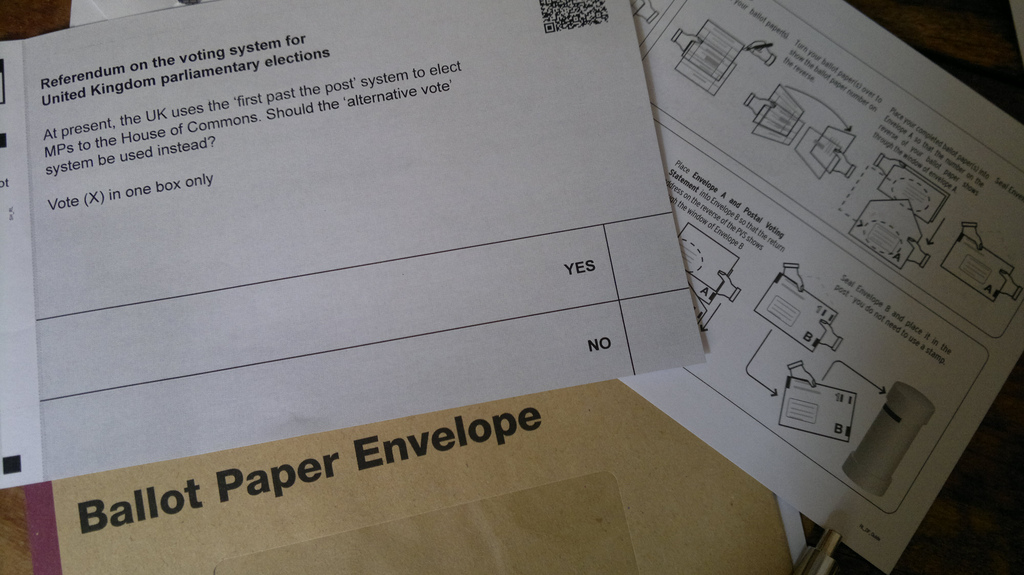 Referendum on the voting system for
United Kingdom parliamentary elections
At present, the UK uses the ‘first past the post’ system to elect
MPs to the House of Commons. Should the ‘alternative vote’
system be used instead?
Vote (X) in one box only
YES
NO
Ballot Paper Envelope
your ballot paper(s)
Turn your ballot paper(s) over to
show the ballot paper number on
the reverse
Place your completed ballot paper(s) into
Envelope A so that the number on the
reverse of your ballot paper shows
through the window of envelope A
Seal
A
A
Place Envelope A and Postal Voting
Statement into Envelope B so that the return
address on the reverse of the PVS shows
the window of Envelope B
A
B
B
Seal Envelope B and place it in the
post - you do not need to use a stamp.